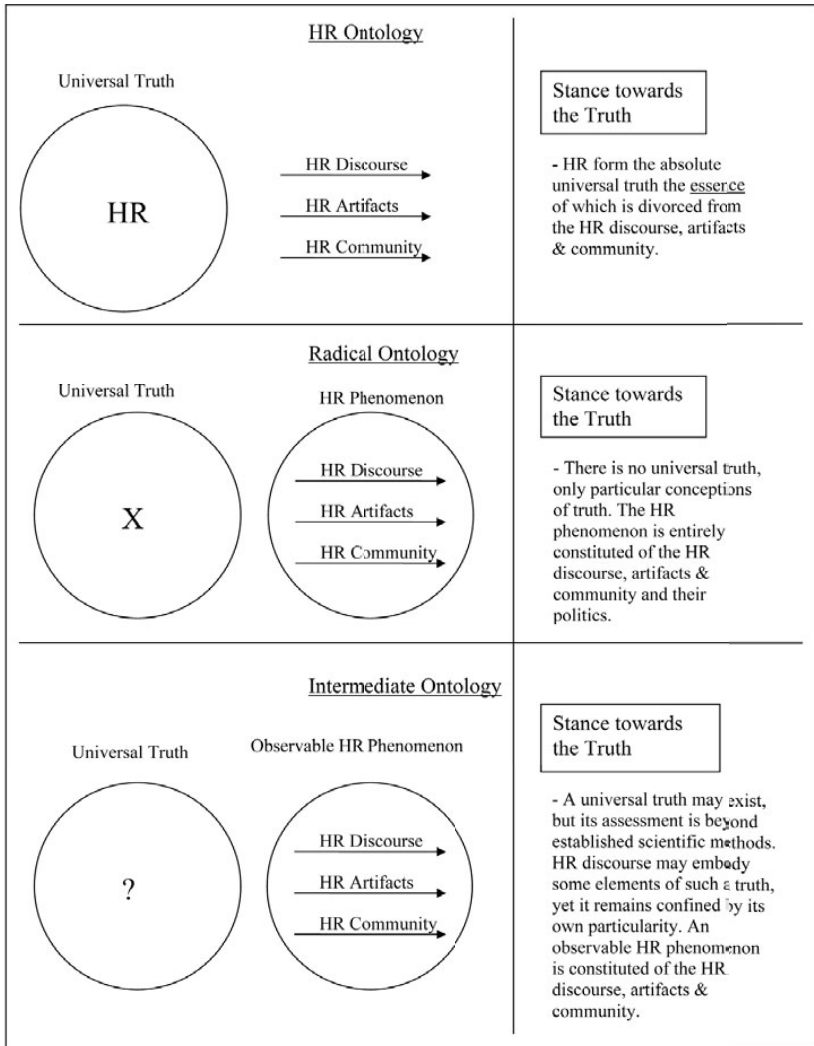 HR Ontology
Universal Truth
HR
HR Discourse
HR Artifacts
HR Community
Stance towards
the Truth
- HR form the absolute
universal truth the essence
of which is divorced from
the HR discourse, artifacts
& community.
Radical Ontology
Universal Truth
HR Phenomenon
X
HR Discourse
HR Artifacts
HR Community
Stance towards
the Truth
- There is no universal truth,
only particular conceptions
of truth. The HR
phenomenon is entirely
constituted of the HR
discourse, artifacts &
community and their
politics.
Intermediate Ontology
Universal Truth
Observable HR Phenomenon
?
HR Discourse
HR Artifacts
HR Community
Stance towards
the Truth
- A universal truth may exist,
but its assessment is beyond
established scientific methods.
HR discourse may embody
some elements of such a truth,
yet it remains confined by its
own particularity. An
observable HR phenomenon
is constituted of the HR
discourse, artifacts &
community.